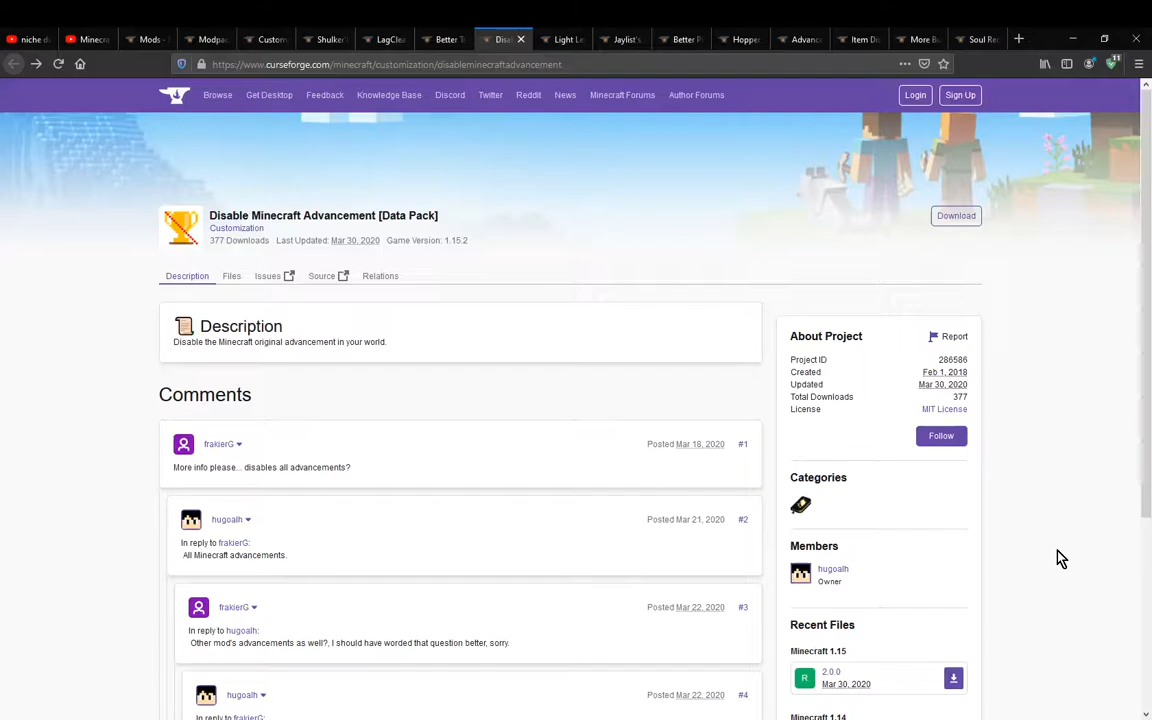 niche d
Minecra
Mods -
Modpa
Custom
Shulker'
LagClea
Better T
Disa
Light Le
Jaylist's
Better P
Hopper
Advanc
Item Di
More B
Soul Re
https://www.curseforge.com/minecraft/customization/disableminecraftadvancement
11
Browse Get Desktop Feedback Knowledge Base Discord Twitter Reddit News Minecraft Forums Author Forums Login Sign Up
Disable Minecraft Advancement [Data Pack]
Download
Customization
377 Downloads Last Updated: Mar 30, 2020 Game Version: 1.15.2
Description Files Issues Source Relations
Description
Disable the Minecraft original advancement in your world.
Comments
frakierG Posted Mar 18, 2020 #1
More info please... disables all advancements?
hugoalh Posted Mar 21, 2020 #2
In reply to frakierG:
All Minecraft advancements.
frakierG Posted Mar 22, 2020 #3
In reply to hugoalh:
Other mod's advancements as well?, I should have worded that question better, sorry.
hugoalh Posted Mar 22, 2020 #4
In reply to frakierG:
About Project Report
Project ID 286586
Created Feb 1, 2018
Updated Mar 30, 2020
Total Downloads 377
License MIT License
Follow
Categories
Members
hugoalh
Owner
Recent Files
Minecraft 1.15
R 2.0.0
Mar 30, 2020
Minecraft 1.14